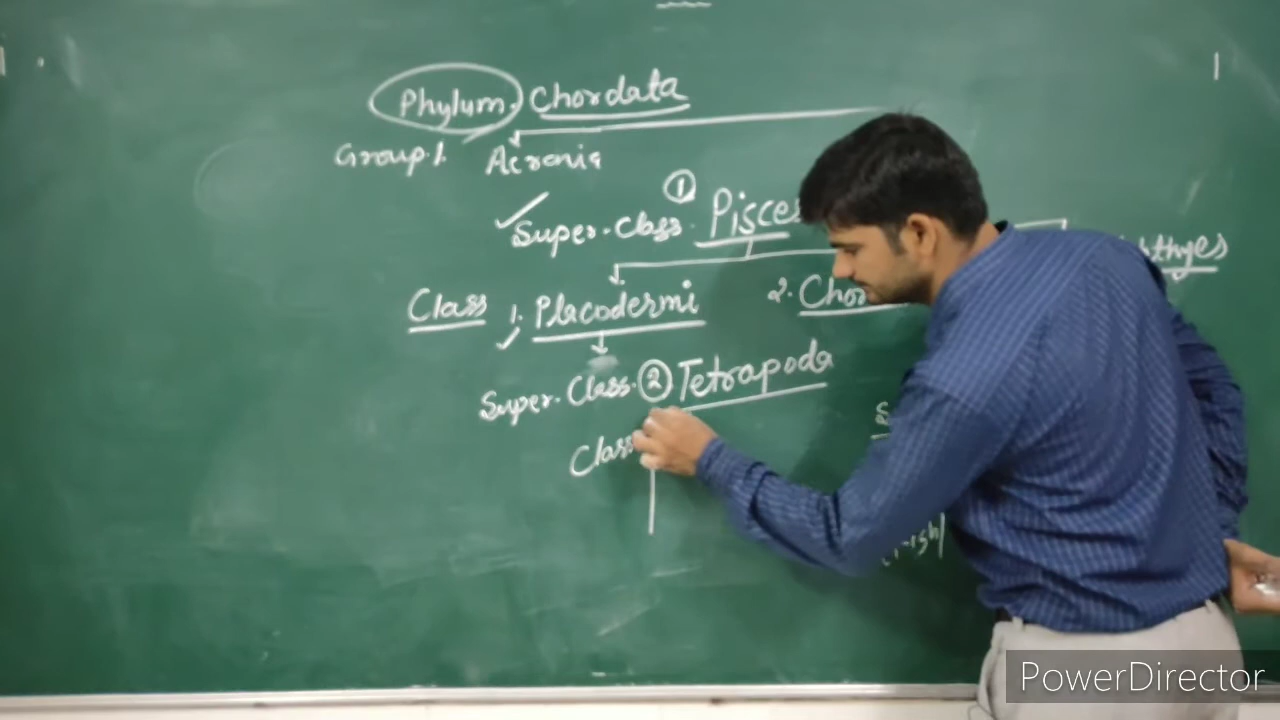 Phylum. Chordata
Group.1. Acrania
✓ Super-Class. ① Pisces
thyes
Class 1. Placodermi 2. Chon
Super-Class. ② Tetrapoda
Class
PowerDirector